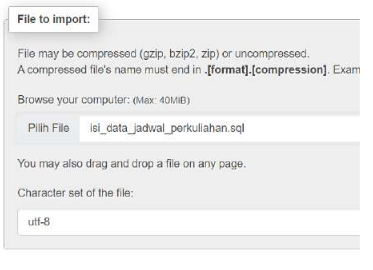 File to import:
File may be compressed (gzip, bzip2, zip) or uncompressed.
A compressed file's name must end in .[format].[compression]. Exam
Browse your computer: (Max: 40MiB)
Pilih File isi_data_jadwal_perkuliahan.sql
You may also drag and drop a file on any page.
Character set of the file:
utf-8